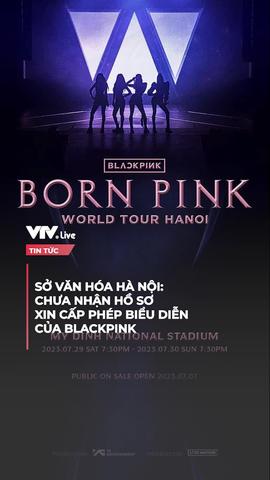 BLACKPINK
BORN PINK
WORLD TOUR HANOI
VTV Live
TIN TỨC
SỞ VĂN HÓA HÀ NỘI:
CHƯA NHẬN HỒ SƠ
XIN CẤP PHÉP BIỂU DIỄN
CỦA BLACKPINK
MY DINH NATIONAL STADIUM
2023.07.29 SAT 7:30PM - 2023.07.30 SUN 7:30PM
PUBLIC ON SALE OPEN 2023.07.07